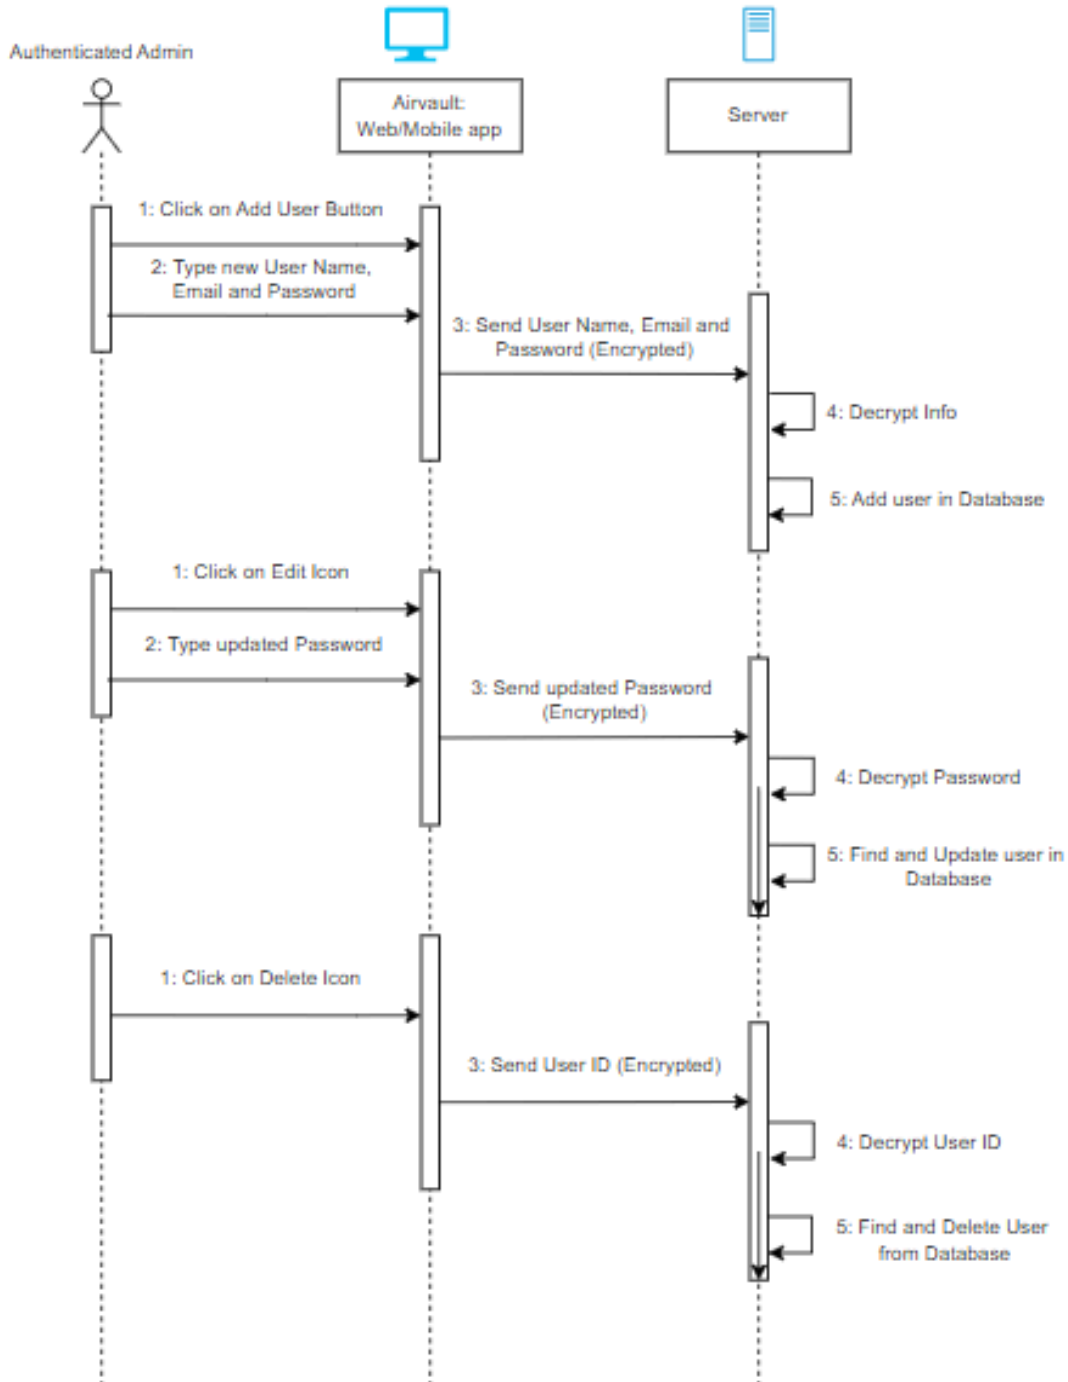 Authenticated Admin
Airvault:
Web/Mobile app
Server
1: Click on Add User Button
2: Type new User Name,
Email and Password
3: Send User Name, Email and
Password (Encrypted)
4: Decrypt Info
5: Add user in Database
1: Click on Edit Icon
2: Type updated Password
3: Send updated Password
(Encrypted)
4: Decrypt Password
5: Find and Update user in
Database
1: Click on Delete Icon
3: Send User ID (Encrypted)
4: Decrypt User ID
5: Find and Delete User
from Database